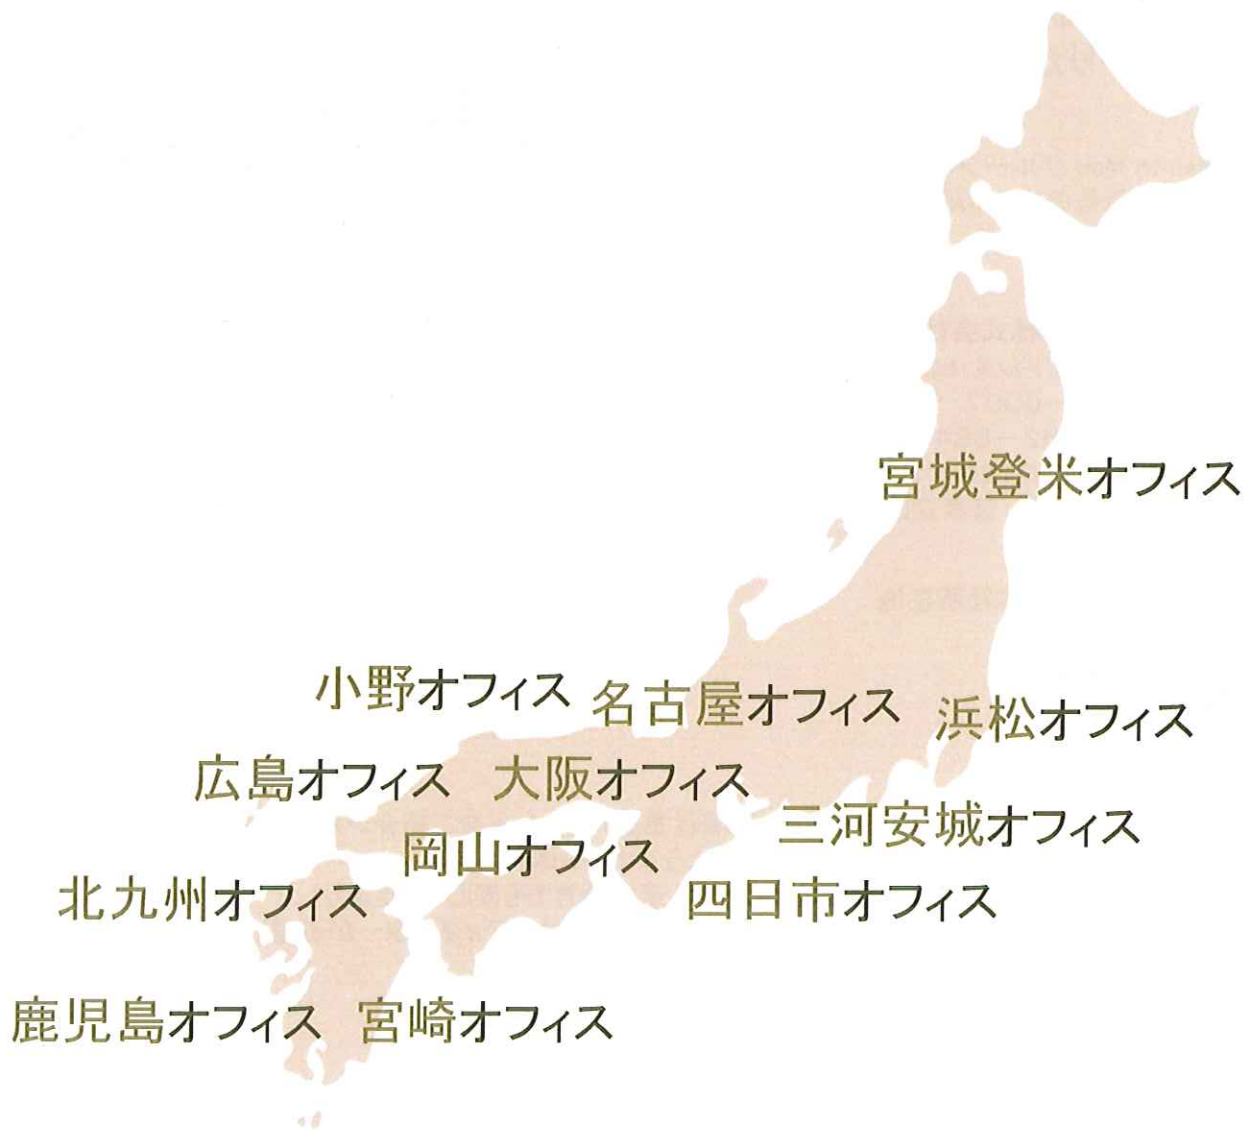 宮城登米オフィス
小野オフィス
名古屋オフィス
浜松オフィス
広島オフィス
大阪オフィス
三河安城オフィス
岡山オフィス
北九州オフィス
四日市オフィス
鹿児島オフィス
宮崎オフィス